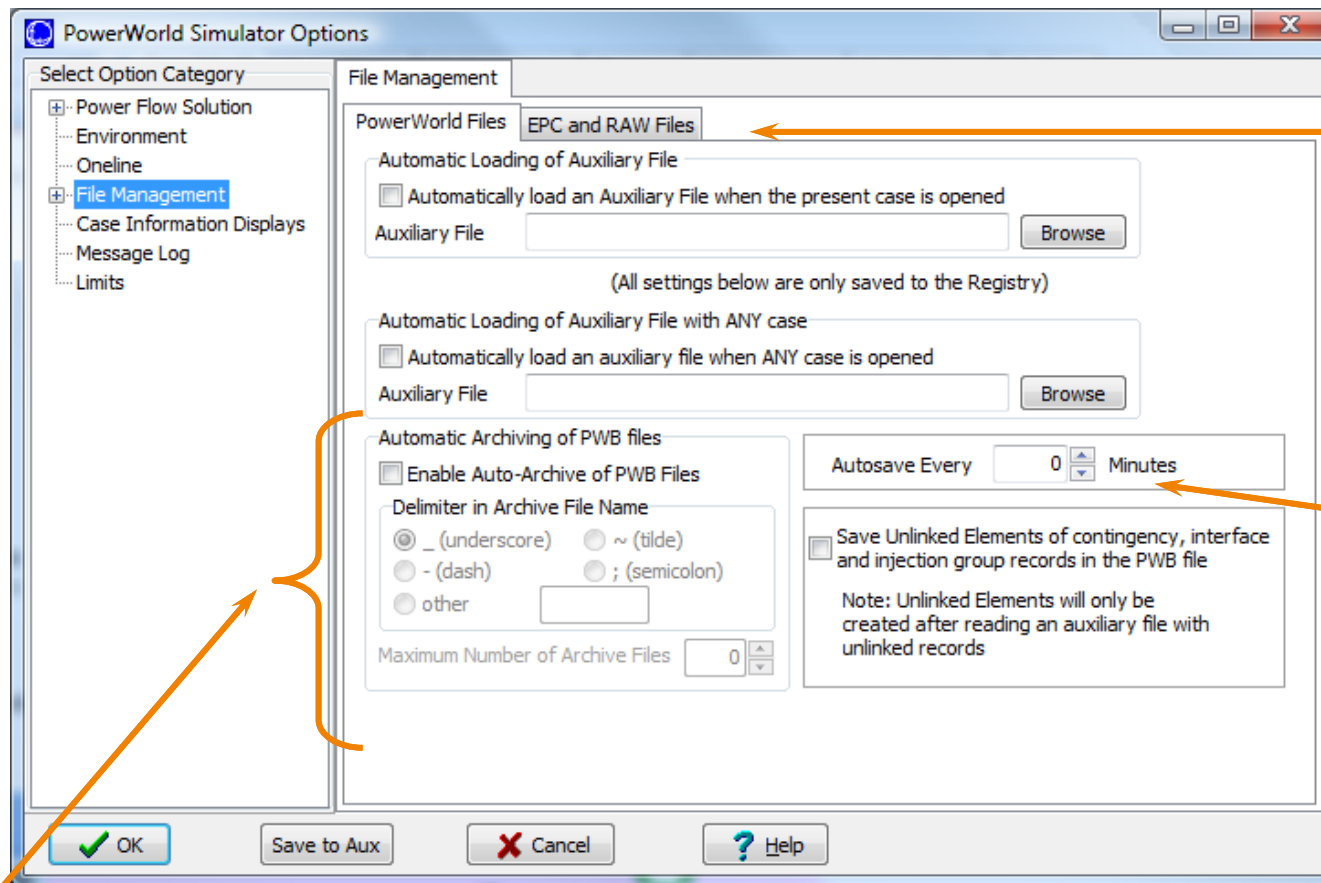 PowerWorld Simulator Options
Select Option Category
Power Flow Solution
Environment
Oneline
File Management
Case Information Displays
Message Log
Limits
File Management
PowerWorld Files
EPC and RAW Files
Automatic Loading of Auxiliary File
Automatically load an Auxiliary File when the present case is opened
Auxiliary File
Browse
(All settings below are only saved to the Registry)
Automatic Loading of Auxiliary File with ANY case
Automatically load an auxiliary file when ANY case is opened
Auxiliary File
Browse
Automatic Archiving of PWB files
Enable Auto-Archive of PWB Files
Delimiter in Archive File Name
_ (underscore)
~ (tilde)
- (dash)
; (semicolon)
other
Maximum Number of Archive Files 0
Autosave Every 0 Minutes
Save Unlinked Elements of contingency, interface
and injection group records in the PWB file
Note: Unlinked Elements will only be
created after reading an auxiliary file with
unlinked records
OK
Save to Aux
Cancel
? Help